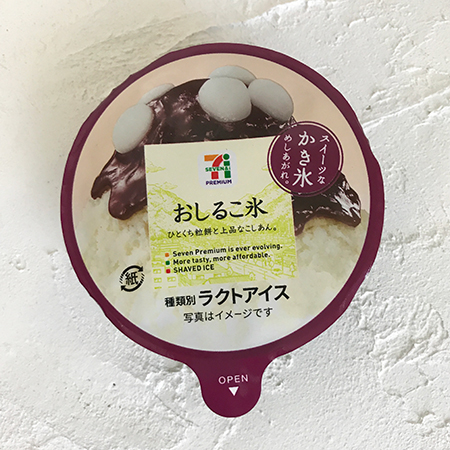 スイーツな
かき氷
めしあがれ。
7i
SEVEN&i
PREMIUM
おしるこ氷
ひとくち粒餅と上品なこしあん。
Seven Premium is ever evolving.
More tasty, more affordable.
SHAVED ICE
紙
種類別 ラクトアイス
写真はイメージです
OPEN